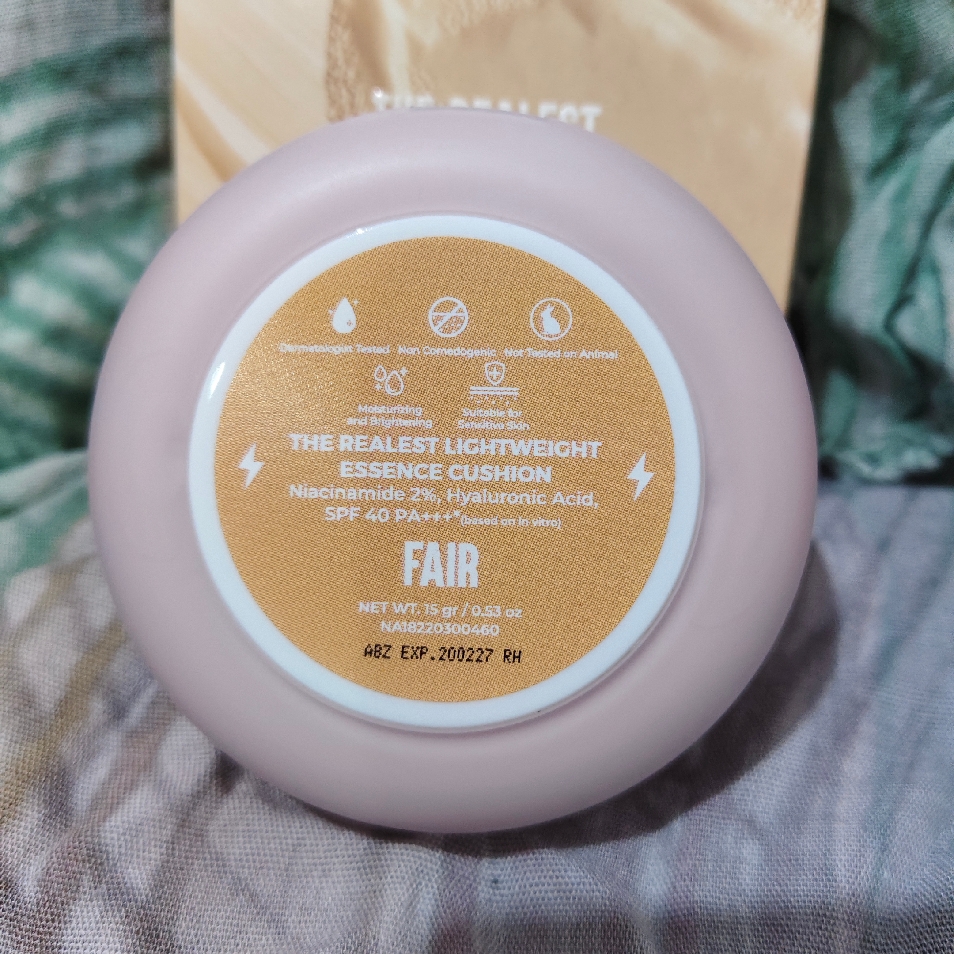 THE REALEST
Dermatologist Tested Non Comedogenic Not Tested on Animal
Moisturizing
and Brightening
Suitable for
Sensitive Skin
THE REALEST LIGHTWEIGHT
ESSENCE CUSHION
Niacinamide 2%, Hyaluronic Acid,
SPF 40 PA+++*(based on in vitro)
FAIR
NET WT. 15 gr / 0.53 oz
NA18220300460
ABZ EXP.200227 RH